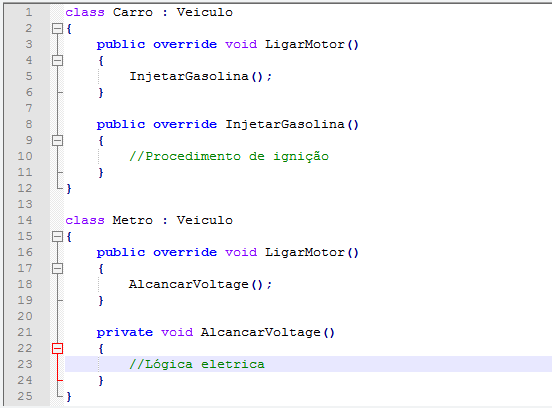 1 class Carro : Veiculo
2 {
3 public override void LigarMotor()
4 {
5 InjetarGasolina();
6 }
7
8 public override InjetarGasolina()
9 {
10 //Procedimento de ignição
11 }
12 }
13
14 class Metro : Veiculo
15 {
16 public override void LigarMotor()
17 {
18 AlcancarVoltage();
19 }
20
21 private void AlcancarVoltage()
22 {
23 //Lógica eletrica
24 }
25 }